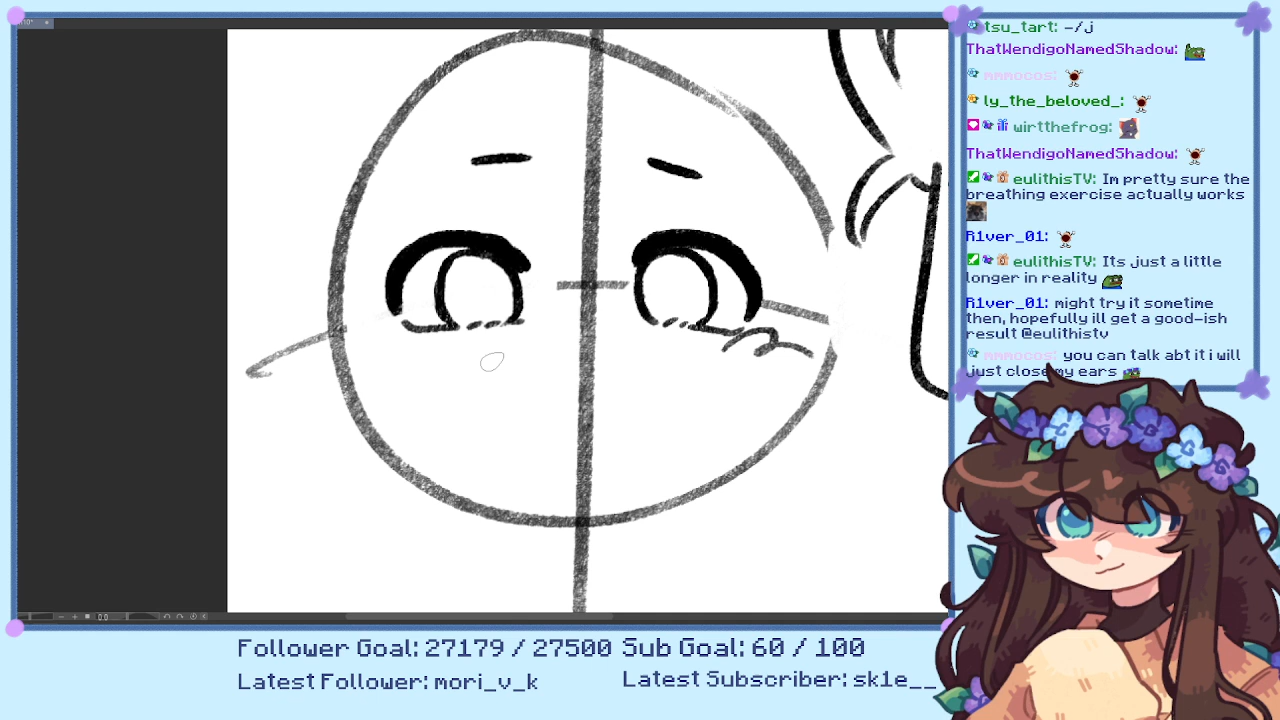 tsu_tart: -/j
ThatWendigoNamedShadow:
mmmocos:
ly_the_beloved_:
wirtthefrog:
ThatWendigoNamedShadow:
eulithisTV: Im pretty sure the
breathing exercise actually works
R1ver_01:
eulithisTV: Its just a little
longer in reality
R1ver_01: might try it sometime
then, hopefully ill get a good-ish
result @eulithistv
mmmocos: you can talk abt it i will
just close my ears
Follower Goal: 27179 / 27500 Sub Goal: 60 / 100
Latest Follower: mori_v_k
Latest Subscriber: sk1e__